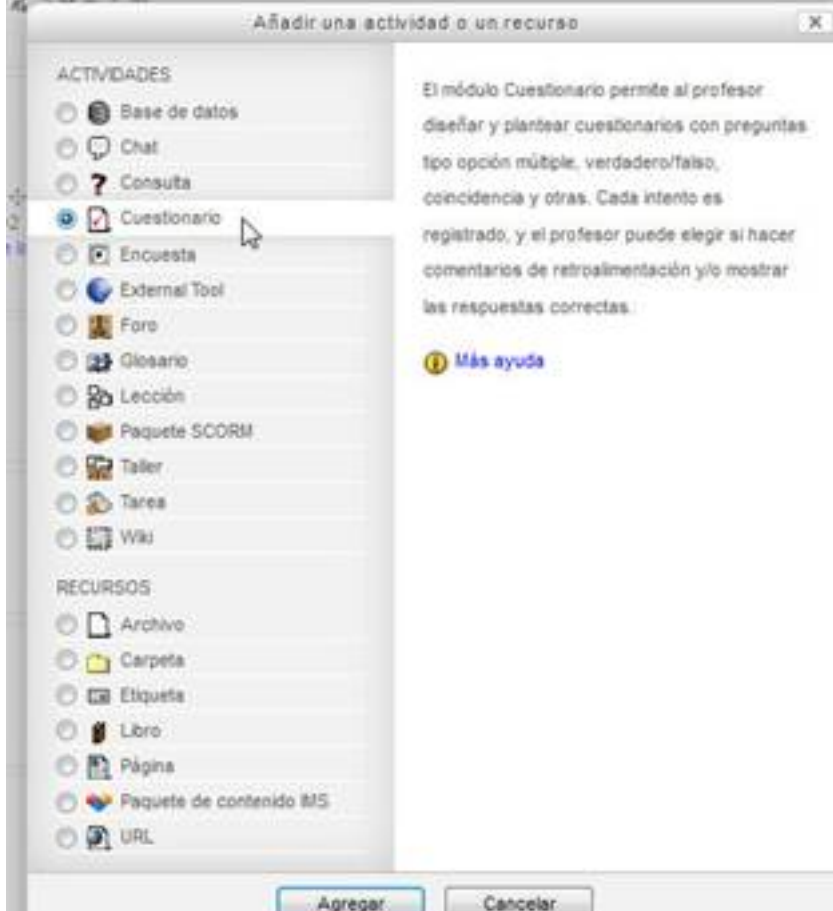 Añadir una actividad o un recurso
ACTIVIDADES
Base de datos
Chat
Consulta
Cuestionario
Encuesta
External Tool
Foro
Glosario
Lección
Paquete SCORM
Taller
Tarea
Wiki
RECURSOS
Archivo
Carpeta
Etiqueta
Libro
Página
Paquete de contenido IMS
URL
El módulo Cuestionario permite al profesor
diseñar y plantear cuestionarios con preguntas
tipo opción múltiple, verdadero/falso,
coincidencia y otras. Cada intento es
registrado, y el profesor puede elegir si hacer
comentarios de retroalimentación y/o mostrar
las respuestas correctas.:
Más ayuda
Agregar
Cancelar